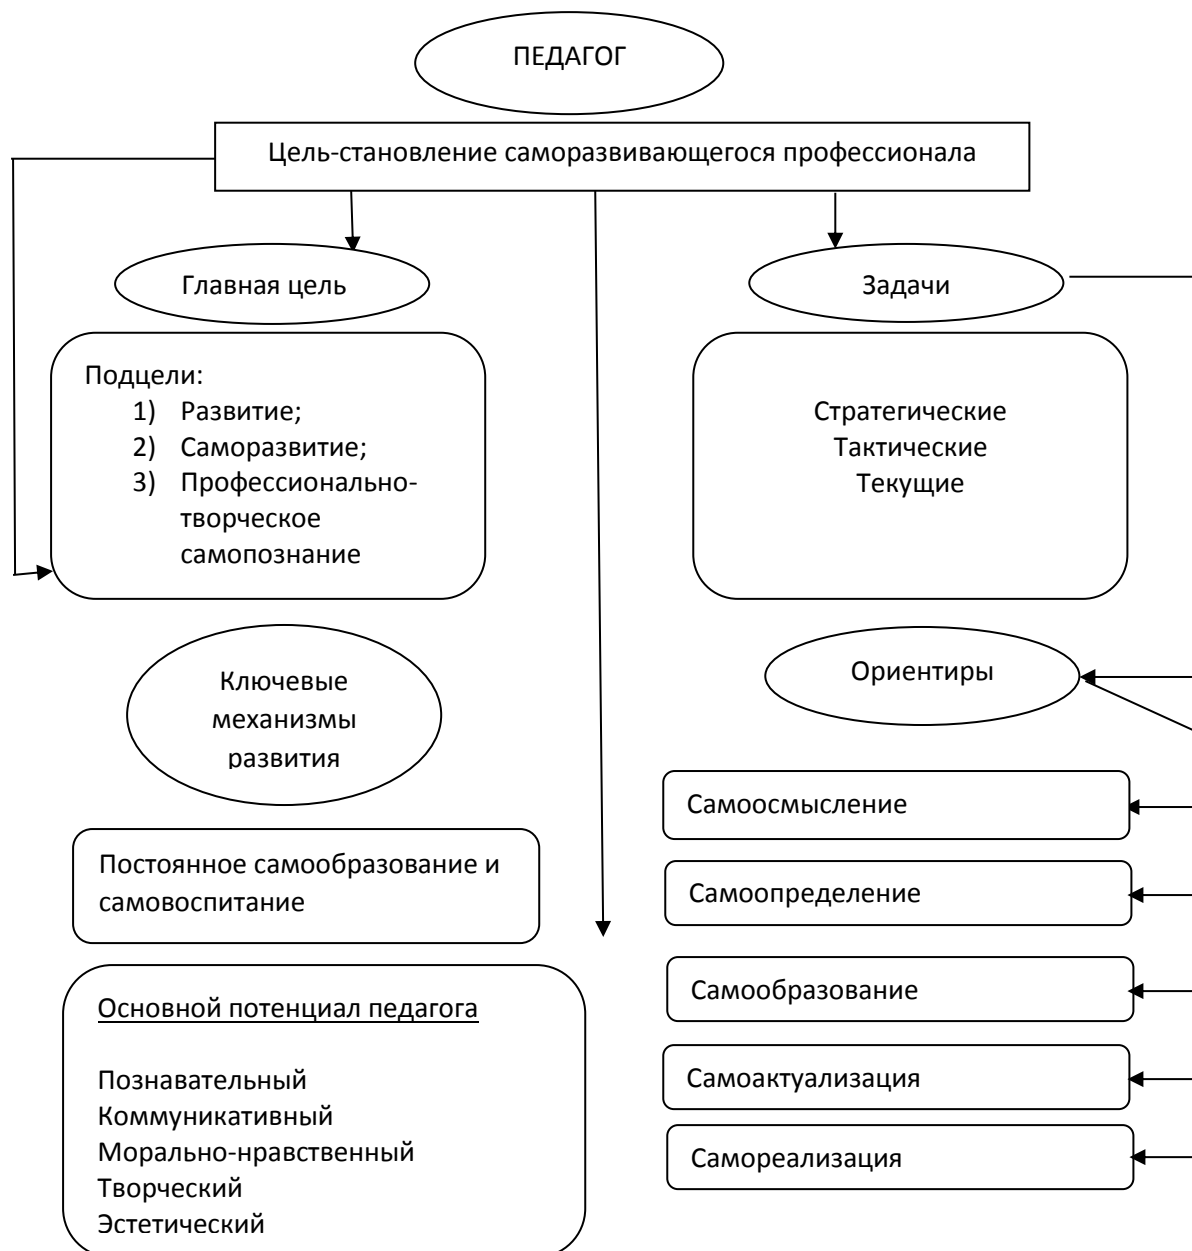 ПЕДАГОГ
Цель-становление саморазвивающегося профессионала
Главная цель
Задачи
Подцели:
1) Развитие;
2) Саморазвитие;
3) Профессионально-
творческое
самопознание
Стратегические
Тактические
Текущие
Ключевые
механизмы
развития
Ориентиры
Постоянное самообразование и
самовоспитание
Основной потенциал педагога
Познавательный
Коммуникативный
Морально-нравственный
Творческий
Эстетический
Самоосмысление
Самоопределение
Самообразование
Самоактуализация
Самореализация